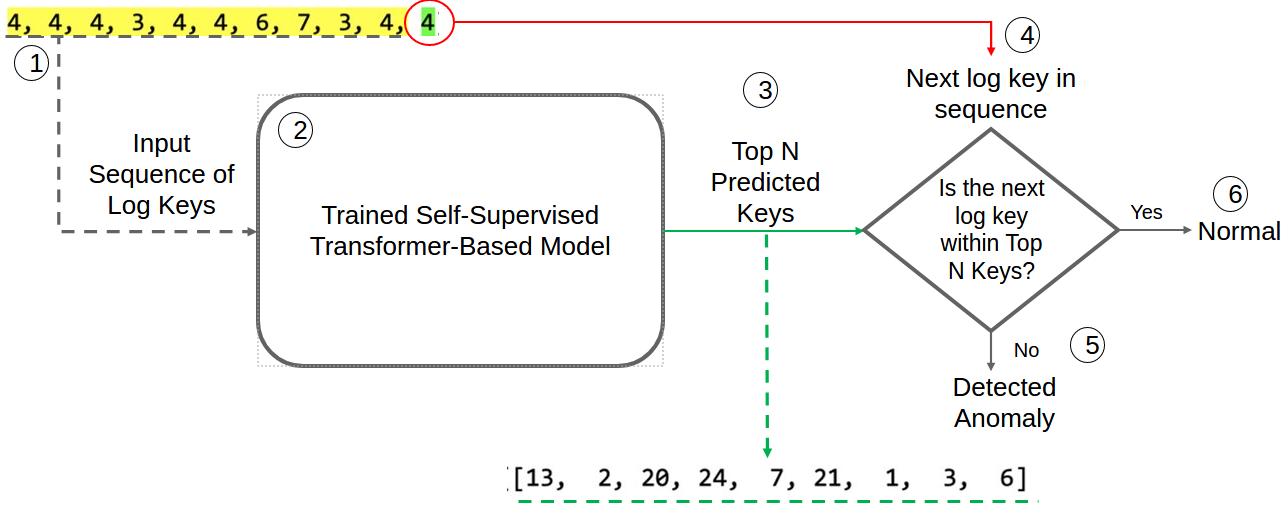 4, 4, 4, 3, 4, 4, 6, 7, 3, 4, 4
1
4
Next log key in
sequence
3
2
Input
Sequence of
Log Keys
Trained Self-Supervised
Transformer-Based Model
Top N
Predicted
Keys
Is the next
log key
within Top
N Keys?
Yes
6
Normal
No
5
Detected
Anomaly
[13, 2, 20, 24, 7, 21, 1, 3, 6]